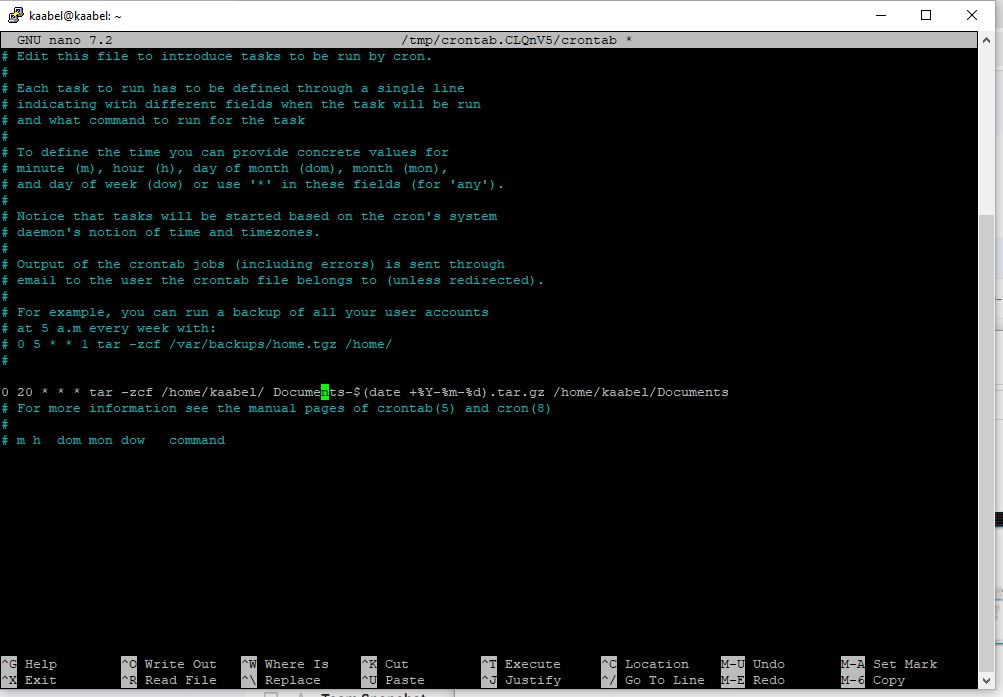 kaabel@kaabel: ~
GNU nano 7.2 /tmp/crontab.CLQnV5/crontab *
# Edit this file to introduce tasks to be run by cron.
#
# Each task to run has to be defined through a single line
# indicating with different fields when the task will be run
# and what command to run for the task
#
# To define the time you can provide concrete values for
# minute (m), hour (h), day of month (dom), month (mon),
# and day of week (dow) or use '*' in these fields (for 'any').
#
# Notice that tasks will be started based on the cron's system
# daemon's notion of time and timezones.
#
# Output of the crontab jobs (including errors) is sent through
# email to the user the crontab file belongs to (unless redirected).
#
# For example, you can run a backup of all your user accounts
# at 5 a.m every week with:
# 0 5 * * 1 tar -zcf /var/backups/home.tgz /home/
#
0 20 * * * tar -zcf /home/kaabel/ Documents-$(date +%Y-%m-%d).tar.gz /home/kaabel/Documents
# For more information see the manual pages of crontab(5) and cron(8)
#
# m h  dom mon dow   command
^G Help ^O Write Out ^W Where Is ^K Cut ^T Execute ^C Location M-U Undo M-A Set Mark
^X Exit ^R Read File ^\ Replace ^U Paste ^J Justify ^/ Go To Line M-E Redo M-6 Copy